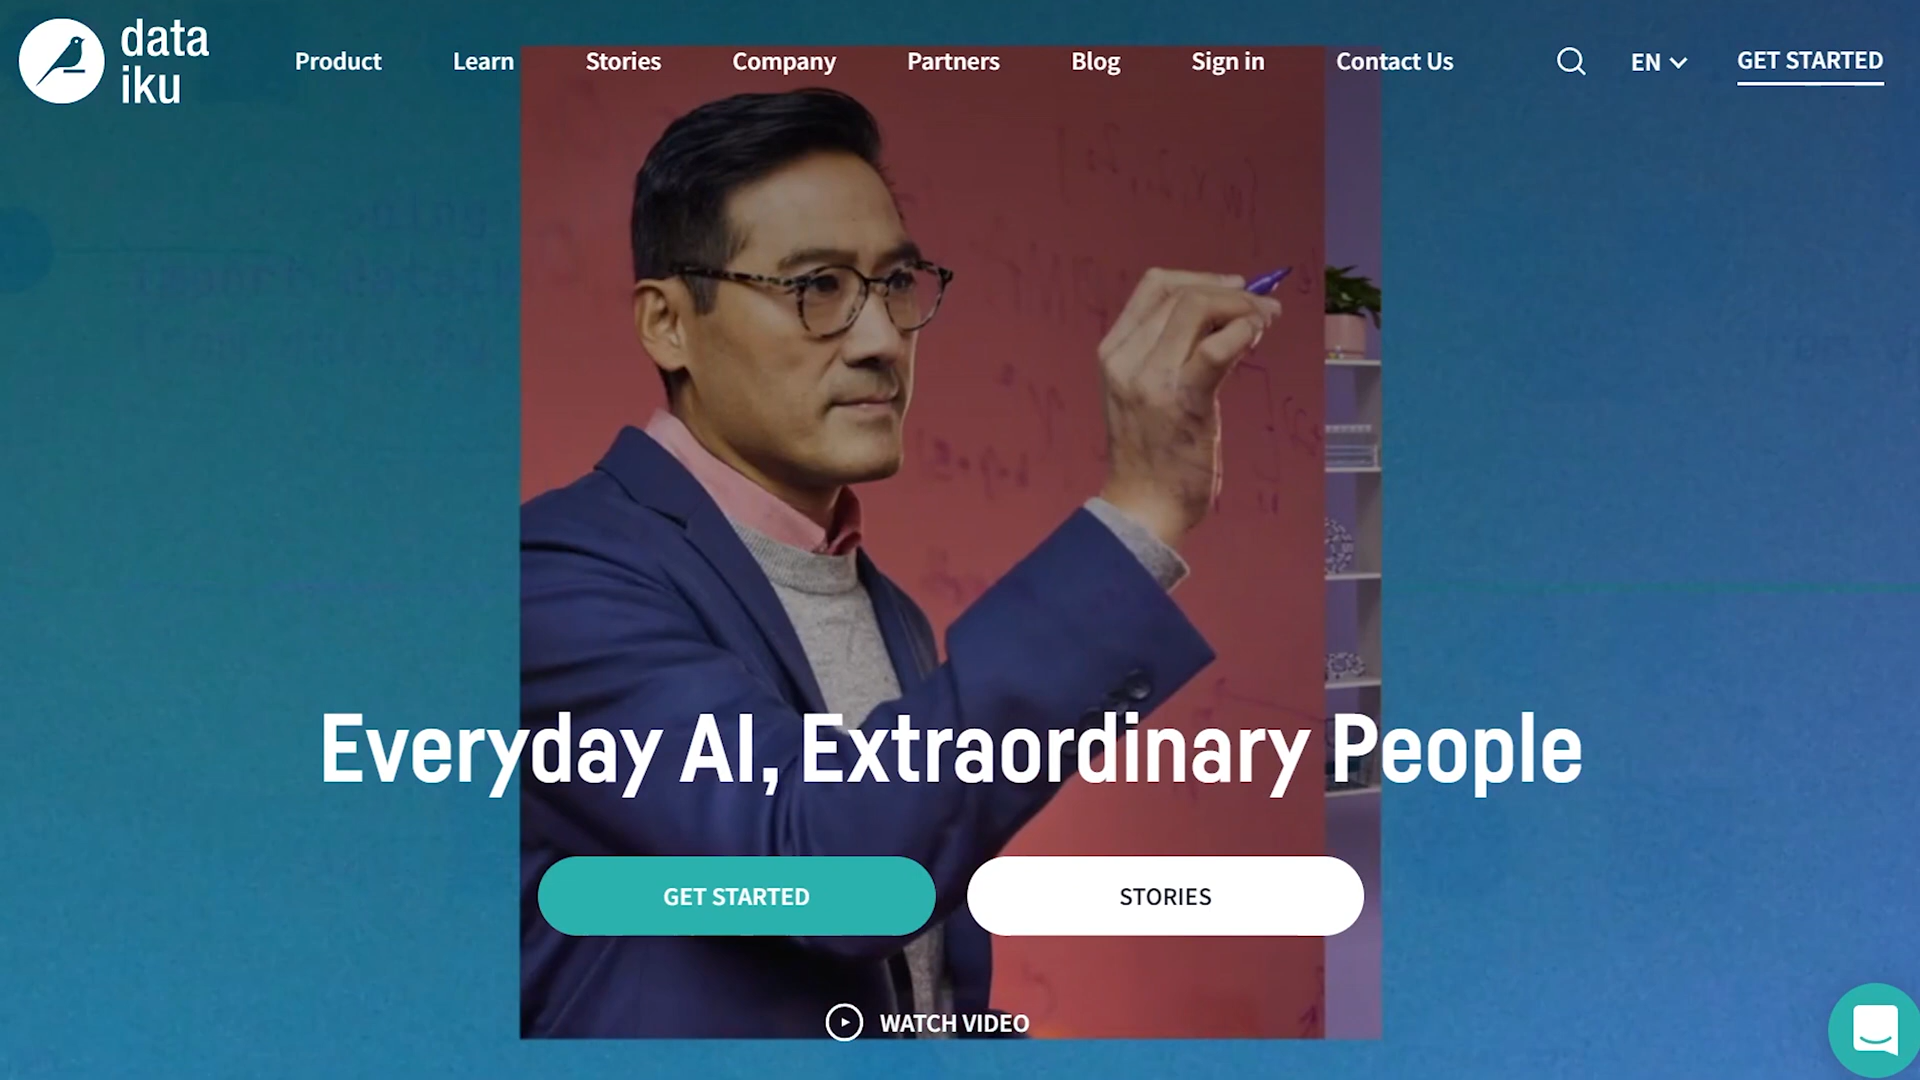 data
iku
Product
Learn
Stories
Company
Partners
Blog
Sign in
Contact Us
EN
GET STARTED
Everyday AI, Extraordinary People
GET STARTED
STORIES
WATCH VIDEO